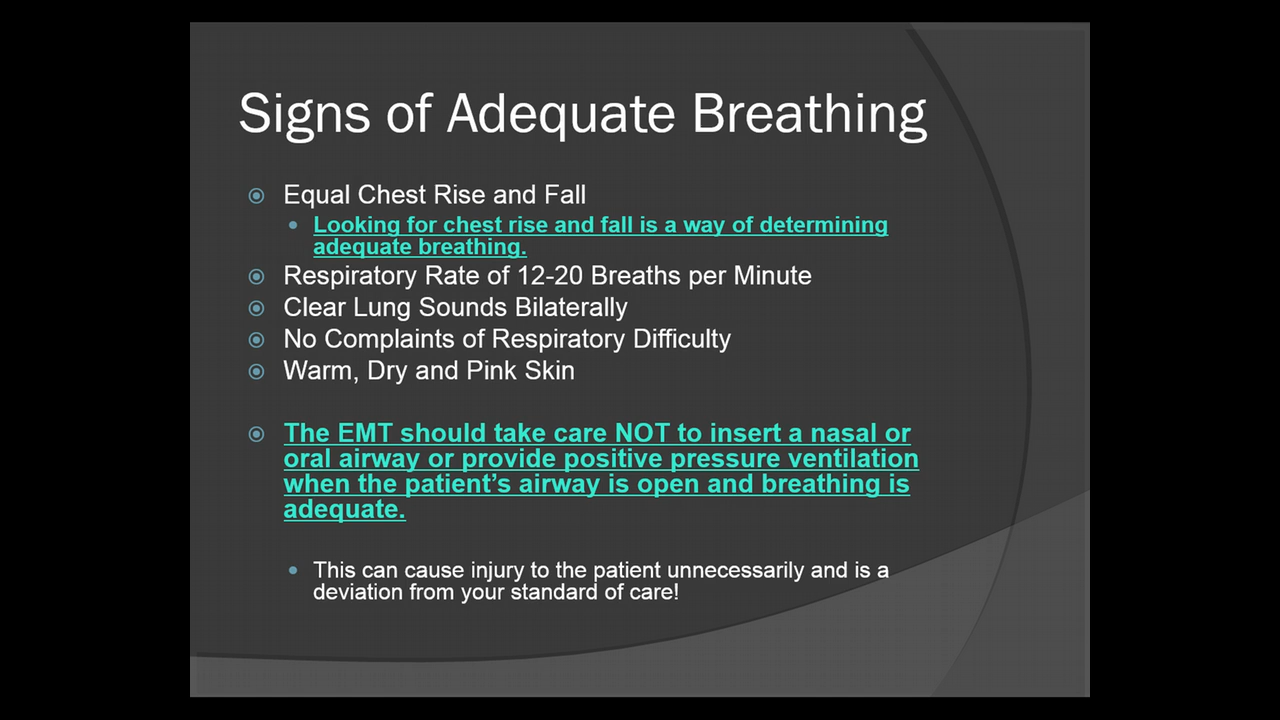 Signs of Adequate Breathing
Equal Chest Rise and Fall
Looking for chest rise and fall is a way of determining
adequate breathing.
Respiratory Rate of 12-20 Breaths per Minute
Clear Lung Sounds Bilaterally
No Complaints of Respiratory Difficulty
Warm, Dry and Pink Skin
The EMT should take care NOT to insert a nasal or
oral airway or provide positive pressure ventilation
when the patient’s airway is open and breathing is
adequate.
This can cause injury to the patient unnecessarily and is a
deviation from your standard of care!